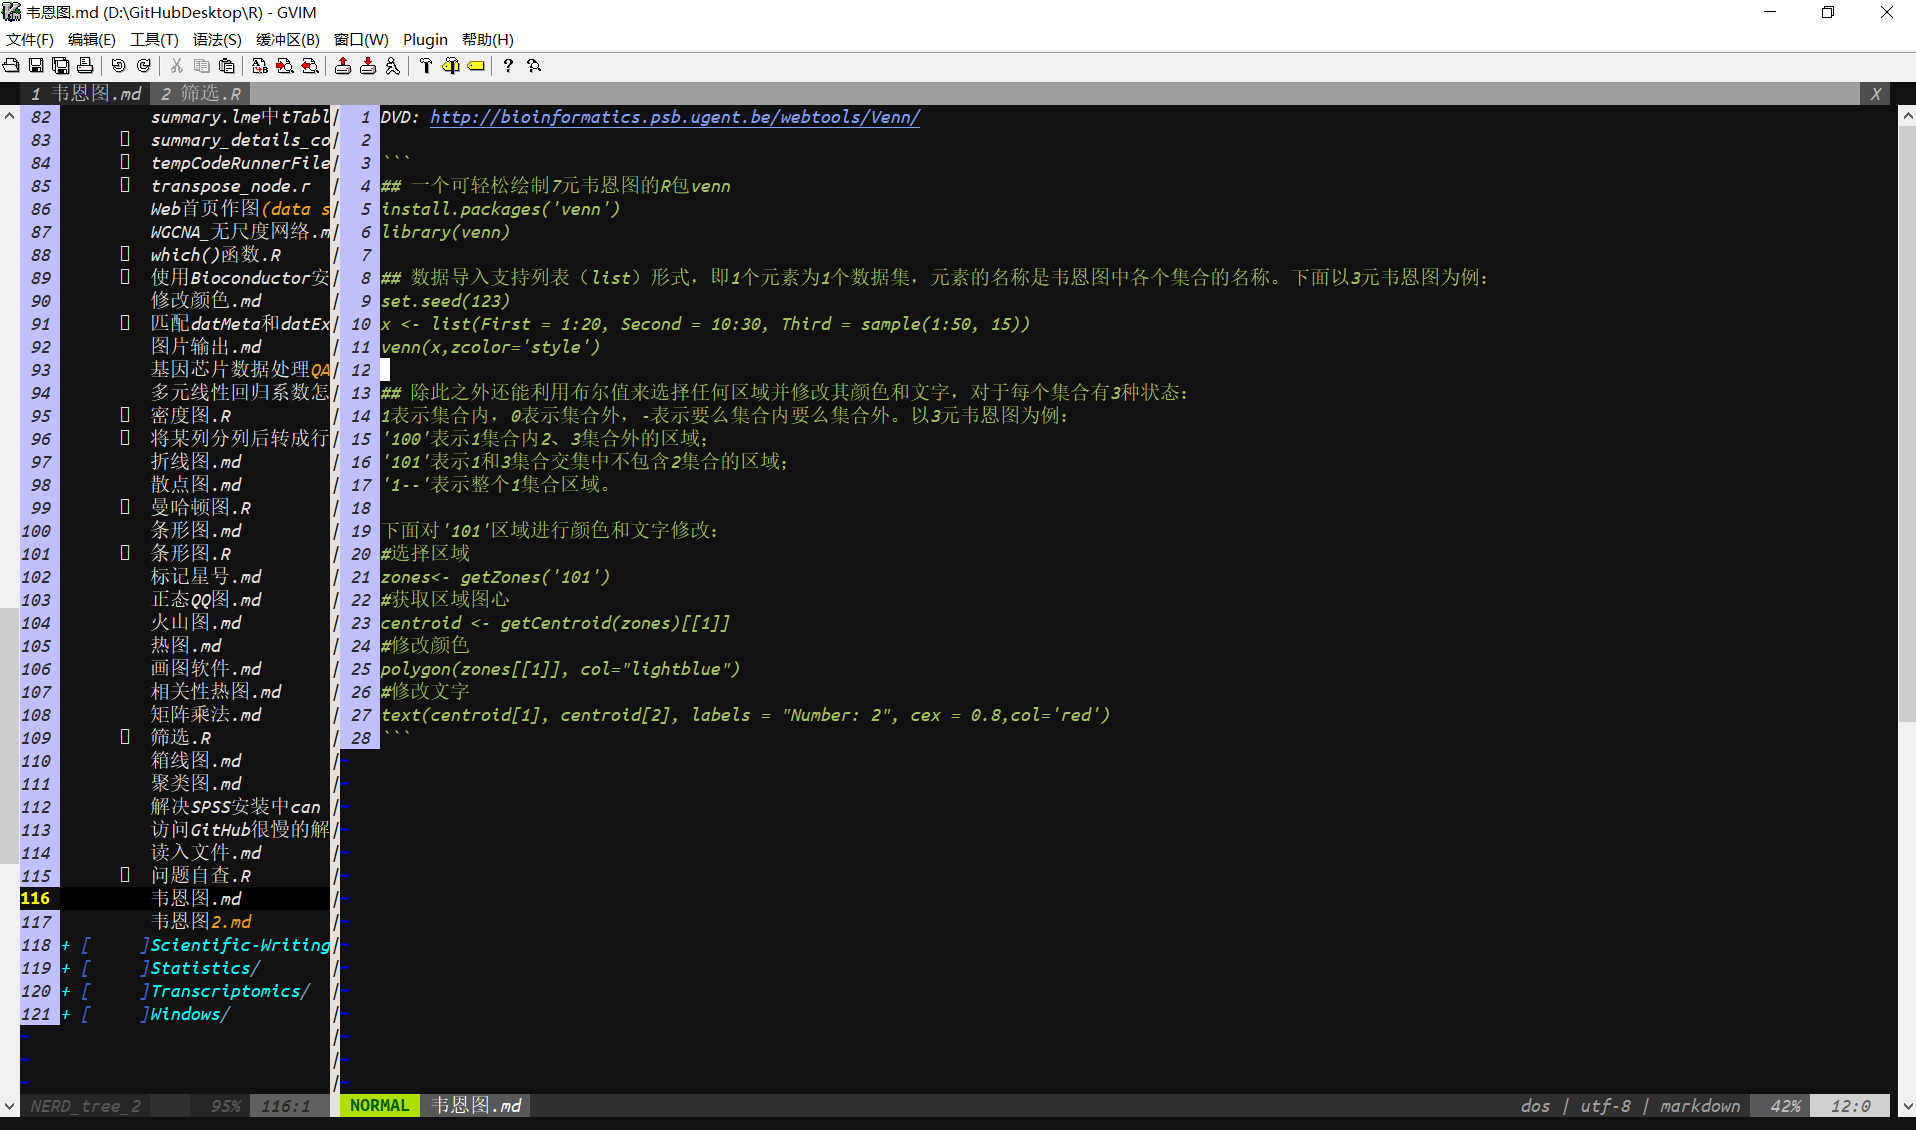 韦恩图.md (D:\GitHubDesktop\R) - GVIM
文件(F) 编辑(E) 工具(T) 语法(S) 缓冲区(B) 窗口(W) Plugin 帮助(H)
1 韦恩图.md 2 筛选.R X
82 summary.lme中tTabl
83 summary_details_co
84 tempCodeRunnerFile
85 transpose_node.r
86 Web首页作图(data s
87 WGCNA_无尺度网络.m
88 which()函数.R
89 使用Bioconductor安
90 修改颜色.md
91 匹配datMeta和datEx
92 图片输出.md
93 基因芯片数据处理QA
94 多元线性回归系数怎
95 密度图.R
96 将某列分列后转成行
97 折线图.md
98 散点图.md
99 曼哈顿图.R
100 条形图.md
101 条形图.R
102 标记星号.md
103 正态QQ图.md
104 火山图.md
105 热图.md
106 画图软件.md
107 相关性热图.md
108 矩阵乘法.md
109 筛选.R
110 箱线图.md
111 聚类图.md
112 解决SPSS安装中can
113 访问GitHub很慢的解
114 读入文件.md
115 问题自查.R
116 韦恩图.md
117 韦恩图2.md
118 + [ ]Scientific-Writing
119 + [ ]Statistics/
120 + [ ]Transcriptomics/
121 + [ ]Windows/
NERD_tree_2 95% 116:1
1 DVD: http://bioinformatics.psb.ugent.be/webtools/Venn/
2
3 ```
4 ## 一个可轻松绘制7元韦恩图的R包venn
5 install.packages('venn')
6 library(venn)
7
8 ## 数据导入支持列表（list）形式，即1个元素为1个数据集，元素的名称是韦恩图中各个集合的名称。下面以3元韦恩图为例：
9 set.seed(123)
10 x <- list(First = 1:20, Second = 10:30, Third = sample(1:50, 15))
11 venn(x,zcolor='style')
12
13 ## 除此之外还能利用布尔值来选择任何区域并修改其颜色和文字，对于每个集合有3种状态：
14 1表示集合内，0表示集合外，-表示要么集合内要么集合外。以3元韦恩图为例：
15 '100'表示1集合内2、3集合外的区域；
16 '101'表示1和3集合交集中不包含2集合的区域；
17 '1--'表示整个1集合区域。
18
19 下面对'101'区域进行颜色和文字修改：
20 #选择区域
21 zones<- getZones('101')
22 #获取区域图心
23 centroid <- getCentroid(zones)[[1]]
24 #修改颜色
25 polygon(zones[[1]], col="lightblue")
26 #修改文字
27 text(centroid[1], centroid[2], labels = "Number: 2", cex = 0.8,col='red')
28 ```
NORMAL 韦恩图.md dos | utf-8 | markdown 42% 12:0